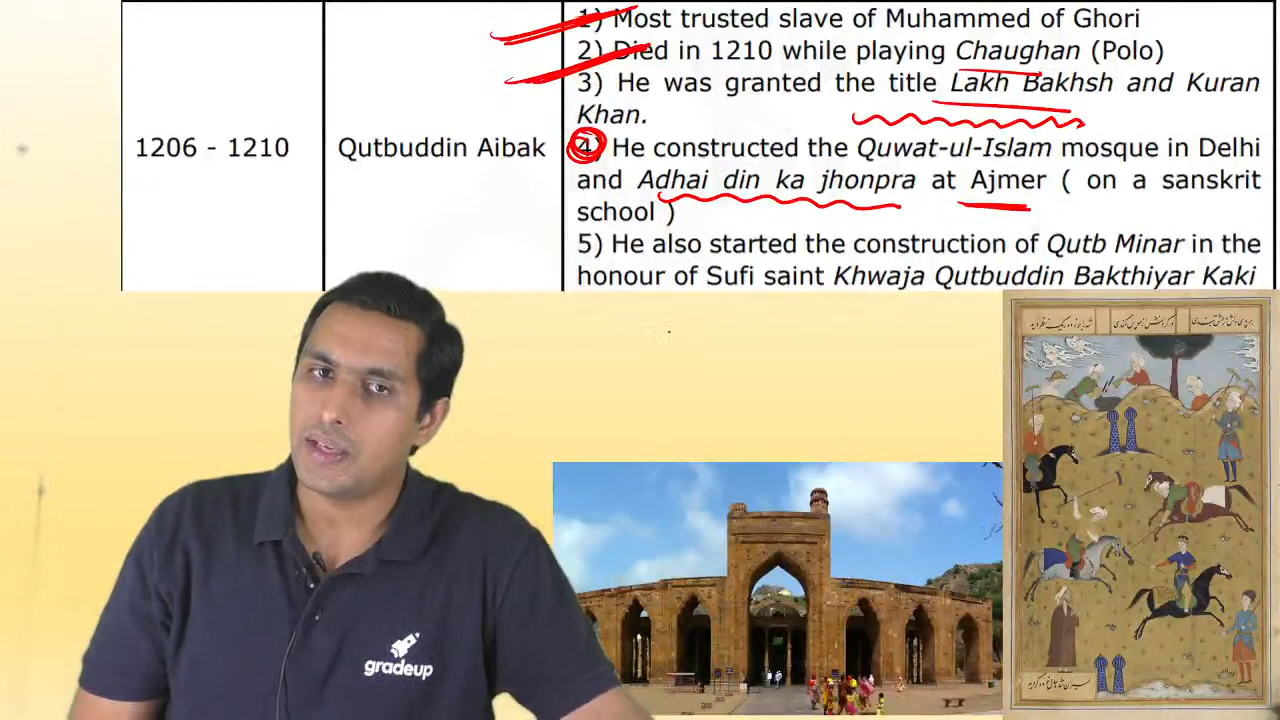 1) Most trusted slave of Muhammed of Ghori
2) Died in 1210 while playing Chaughan (Polo)
3) He was granted the title Lakh Bakhsh and Kuran
Khan.
1206 - 1210
Qutbuddin Aibak
4) He constructed the Quwat-ul-Islam mosque in Delhi
and Adhai din ka jhonpra at Ajmer ( on a sanskrit
school )
5) He also started the construction of Qutb Minar in the
honour of Sufi saint Khwaja Qutbuddin Bakthiyar Kaki
gradeup